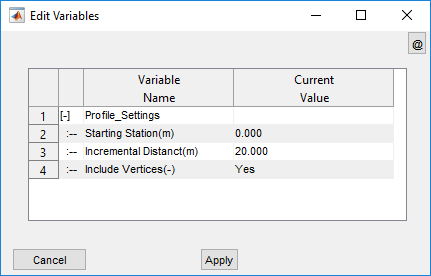 Edit Variables
@
Variable Name Current Value
1 [-] Profile_Settings
2 :-- Starting Station(m) 0.000
3 :-- Incremental Distanct(m) 20.000
4 :-- Include Vertices(-) Yes
Cancel Apply